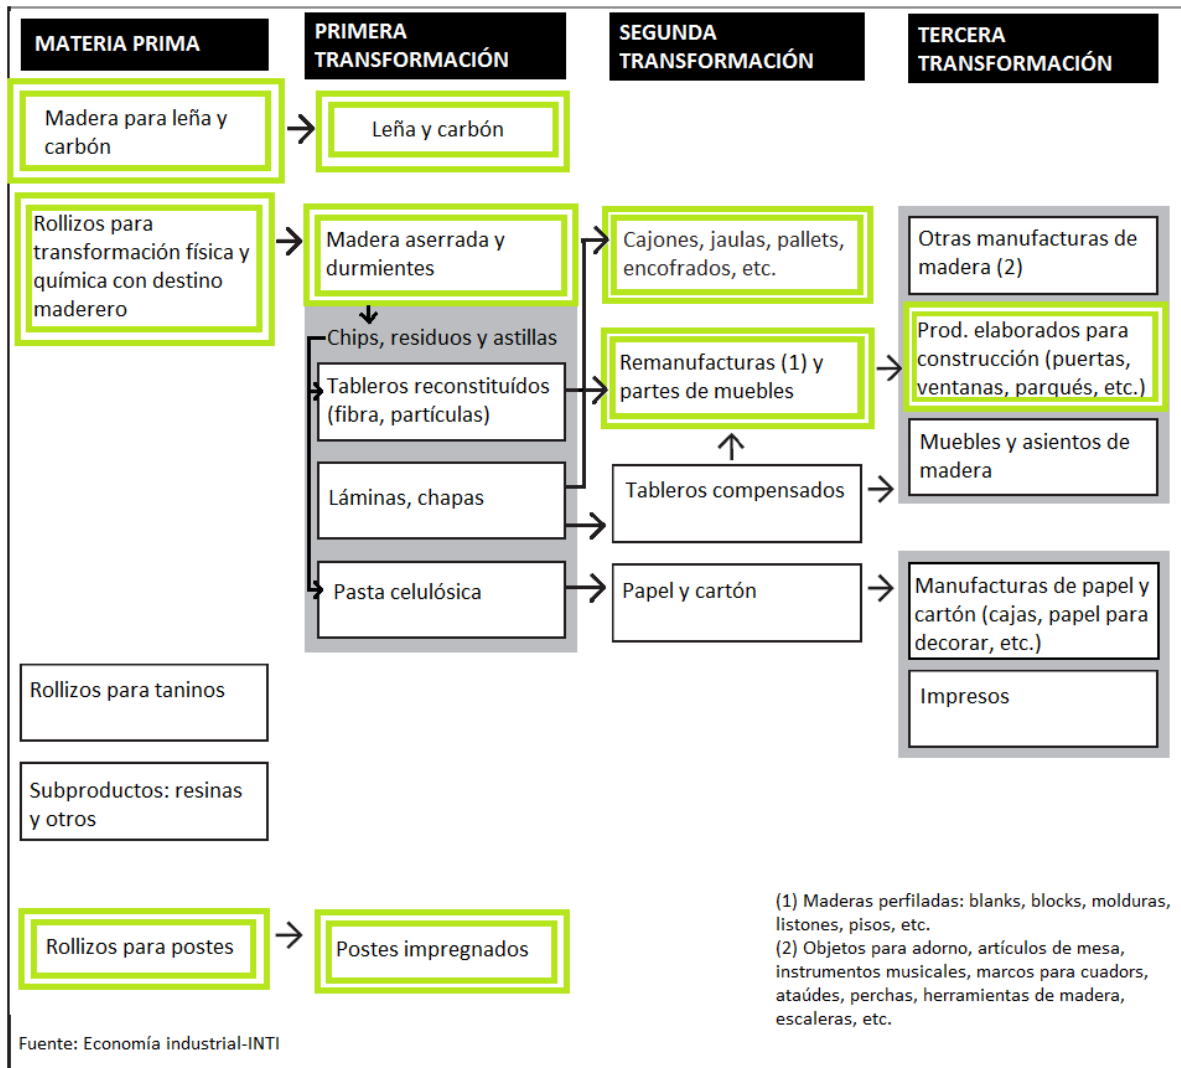 MATERIA PRIMA
PRIMERA
TRANSFORMACIÓN
SEGUNDA
TRANSFORMACIÓN
TERCERA
TRANSFORMACIÓN
Madera para leña y
carbón
Leña y carbón
Rollizos para
transformación física y
química con destino
maderero
Madera aserrada y
durmientes
Cajones, jaulas, pallets,
encofrados, etc.
Otras manufacturas de
madera (2)
Chips, residuos y astillas
Tableros reconstituídos
(fibra, partículas)
Remanufacturas (1) y
partes de muebles
Prod. elaborados para
construcción (puertas,
ventanas, parqués, etc.)
Láminas, chapas
Tableros compensados
Muebles y asientos de
madera
Pasta celulósica
Papel y cartón
Manufacturas de papel y
cartón (cajas, papel para
decorar, etc.)
Impresos
Rollizos para taninos
Subproductos: resinas
y otros
Rollizos para postes
Postes impregnados
(1) Maderas perfiladas: blanks, blocks, molduras,
listones, pisos, etc.
(2) Objetos para adorno, artículos de mesa,
instrumentos musicales, marcos para cuadors,
ataúdes, perchas, herramientas de madera,
escaleras, etc.
Fuente: Economía industrial-INTI